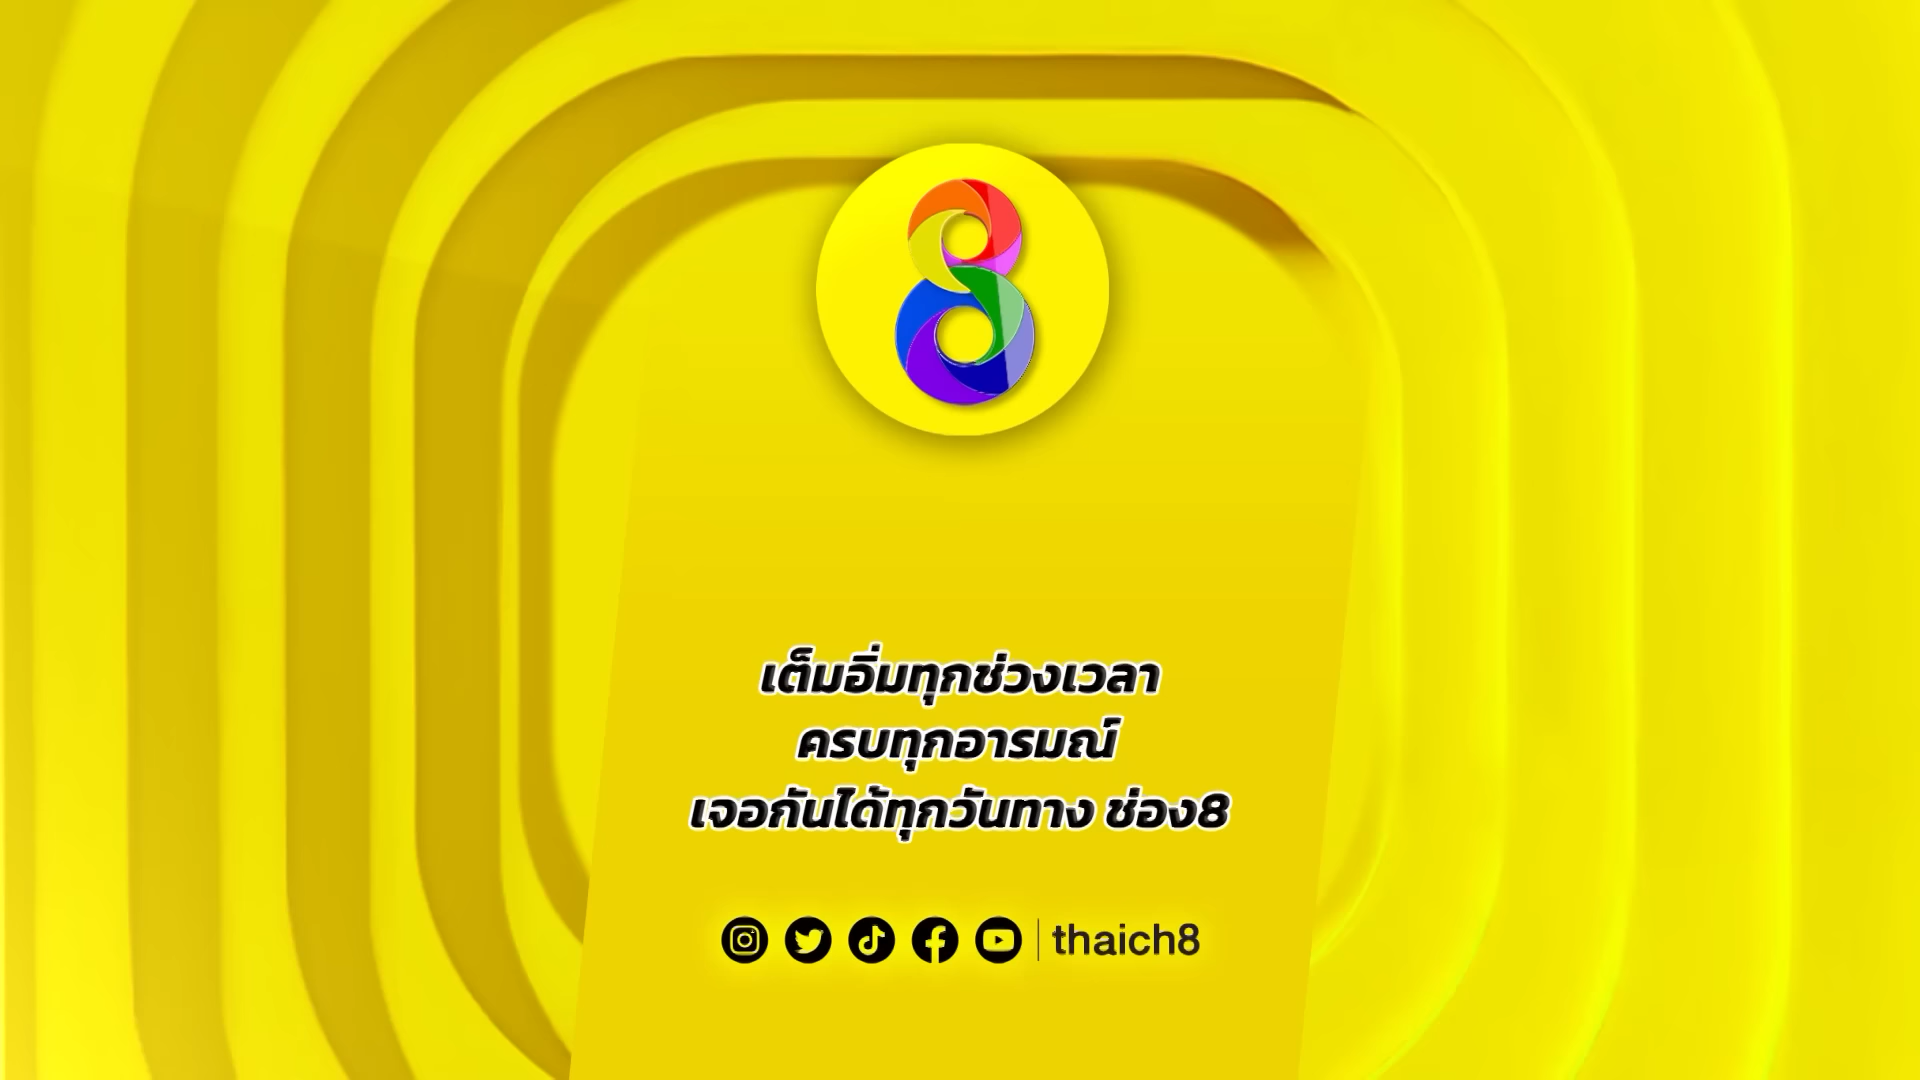 8
เต็มอิ่มทุกช่วงเวลา
ครบทุกอารมณ์
เจอกันได้ทุกวันทาง ช่อง8
thaich8